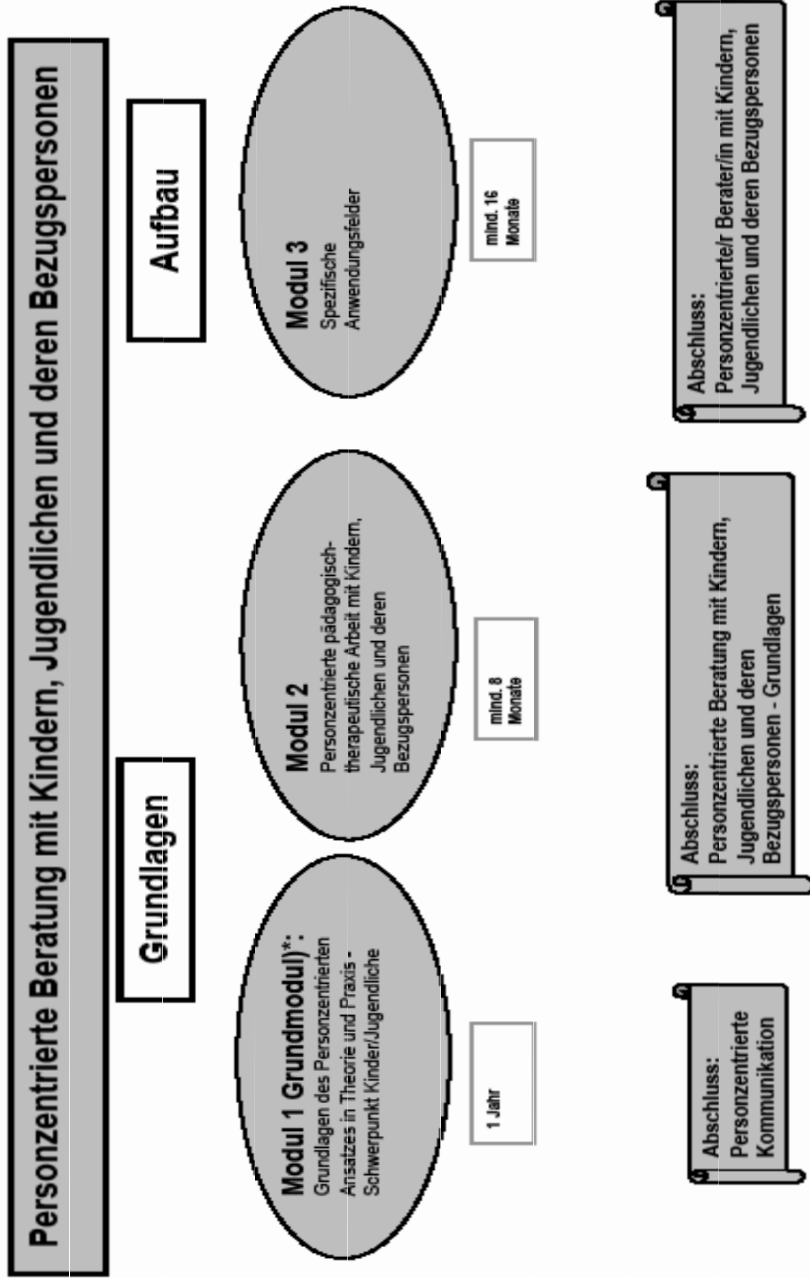 Personzentrierte Beratung mit Kindern, Jugendlichen und deren Bezugspersonen
Grundlagen
Aufbau
Modul 1 Grundmodul)*:
Grundlagen des Personzentrierten
Ansatzes in Theorie und Praxis -
Schwerpunkt Kinder/Jugendliche
Modul 2
Personzentrierte pädagogisch-
therapeutische Arbeit mit Kindern,
Jugendlichen und deren
Bezugspersonen
Modul 3
Spezifische
Anwendungsfelder
1 Jahr
mind. 8
Monate
mind. 16
Monate
Abschluss:
Personzentrierte
Kommunikation
Abschluss:
Personzentrierte Beratung mit Kindern,
Jugendlichen und deren
Bezugspersonen - Grundlagen
Abschluss:
Personzentrierte/r Berater/in mit Kindern,
Jugendlichen und deren Bezugspersonen